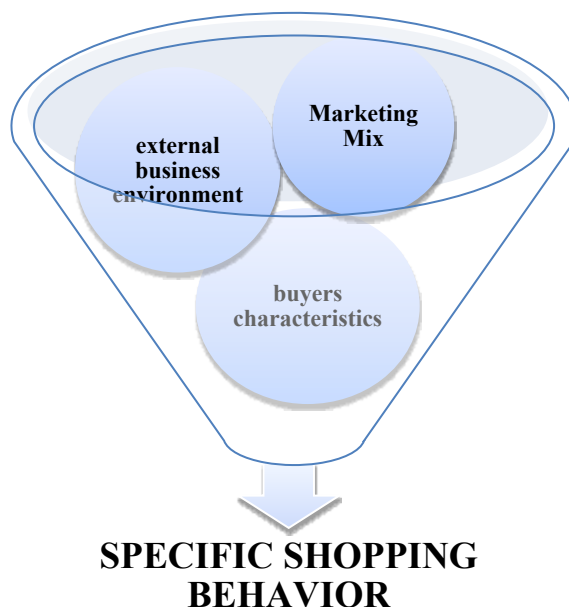 external
business
environment
Marketing
Mix
buyers
characteristics
SPECIFIC SHOPPING
BEHAVIOR